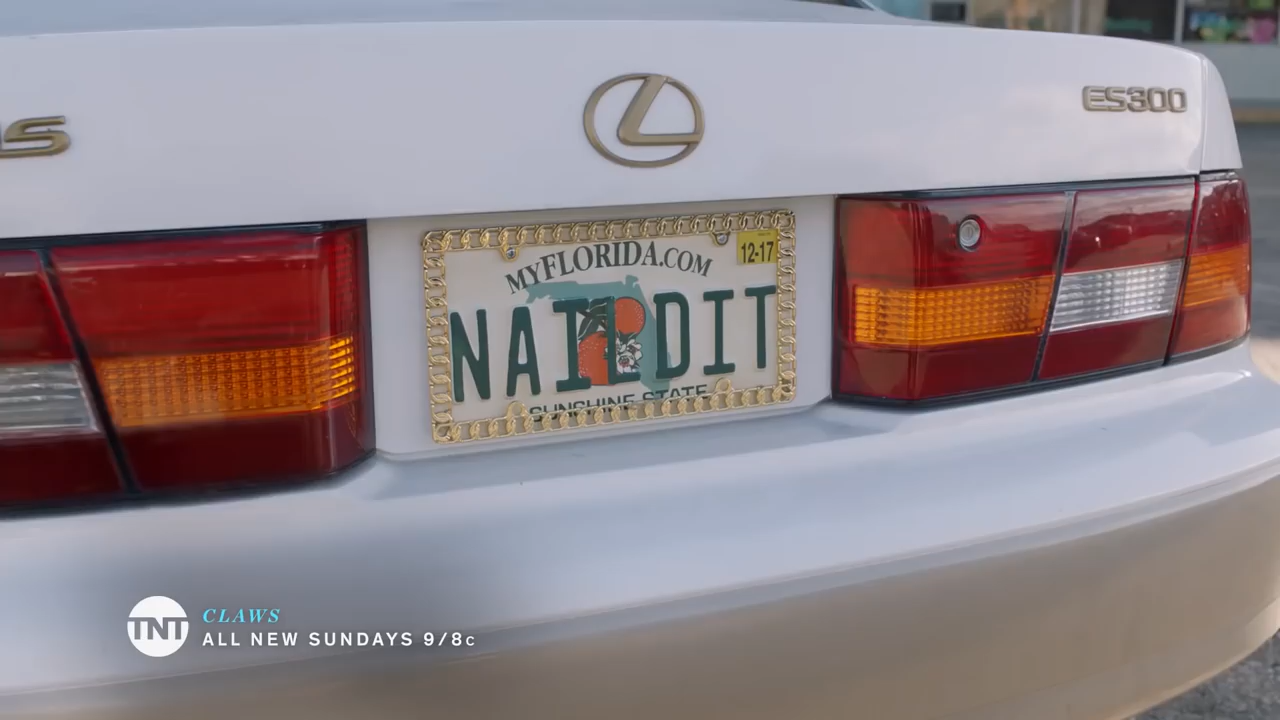 ES300
12-17
MYFLORIDA.COM
NAILDIT
SUNSHINE STATE
TNT
CLAWS
ALL NEW SUNDAYS 9/8c